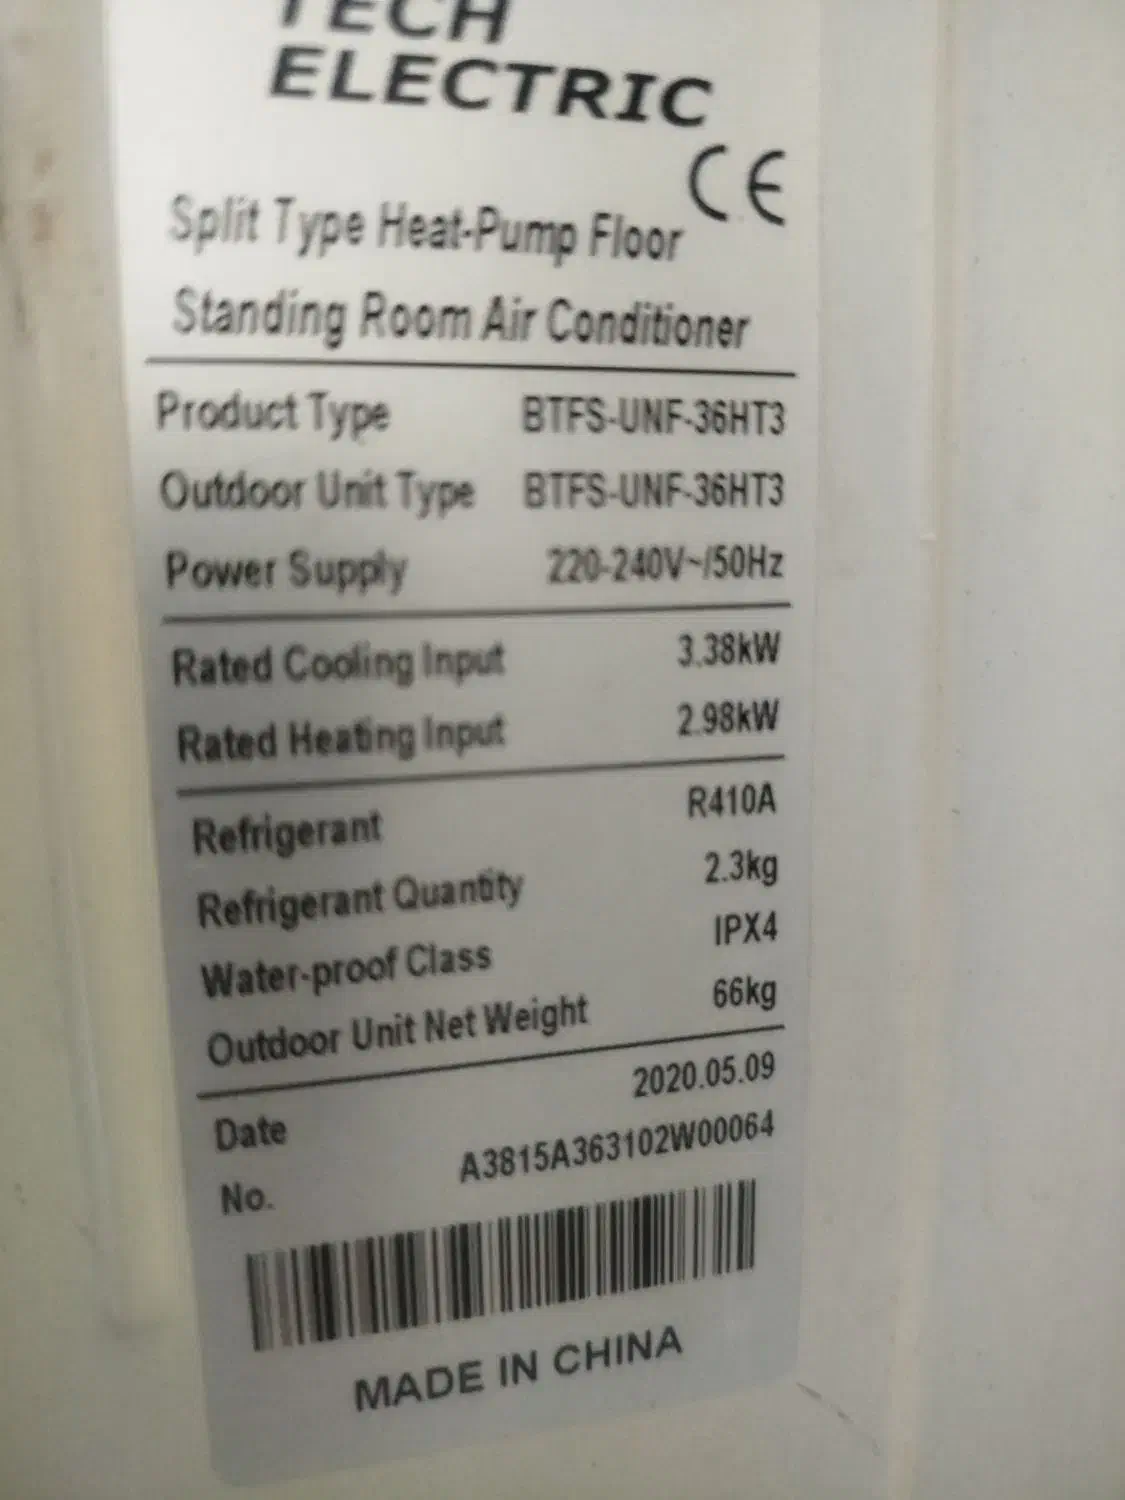 TECH
ELECTRIC
CE
Split Type Heat-Pump Floor
Standing Room Air Conditioner
Product Type BTFS-UNF-36HT3
Outdoor Unit Type BTFS-UNF-36HT3
Power Supply 220-240V~/50Hz
Rated Cooling Input 3.38kW
Rated Heating Input 2.98kW
Refrigerant R410A
Refrigerant Quantity 2.3kg
Water-proof Class IPX4
Outdoor Unit Net Weight 66kg
Date 2020.05.09
No. A3815A363102W00064
MADE IN CHINA